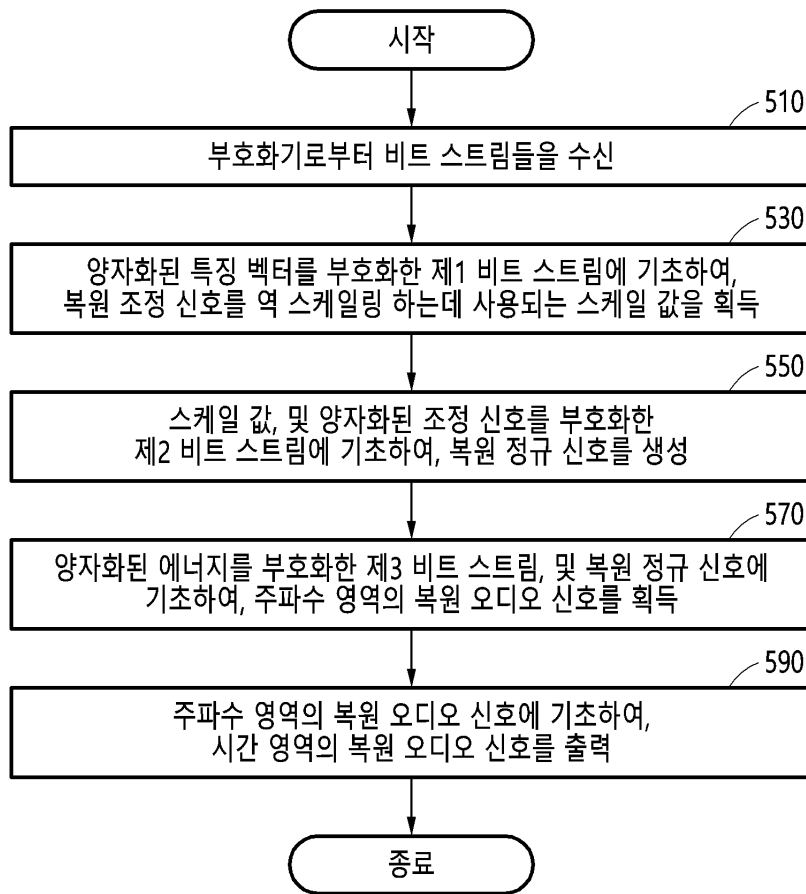 시작
510
부호화기로부터 비트 스트림들을 수신
530
양자화된 특징 벡터를 부호화한 제1 비트 스트림에 기초하여,
복원 조정 신호를 역 스케일링 하는데 사용되는 스케일 값을 획득
550
스케일 값, 및 양자화된 조정 신호를 부호화한
제2 비트 스트림에 기초하여, 복원 정규 신호를 생성
570
양자화된 에너지를 부호화한 제3 비트 스트림, 및 복원 정규 신호에
기초하여, 주파수 영역의 복원 오디오 신호를 획득
590
주파수 영역의 복원 오디오 신호에 기초하여,
시간 영역의 복원 오디오 신호를 출력
종료